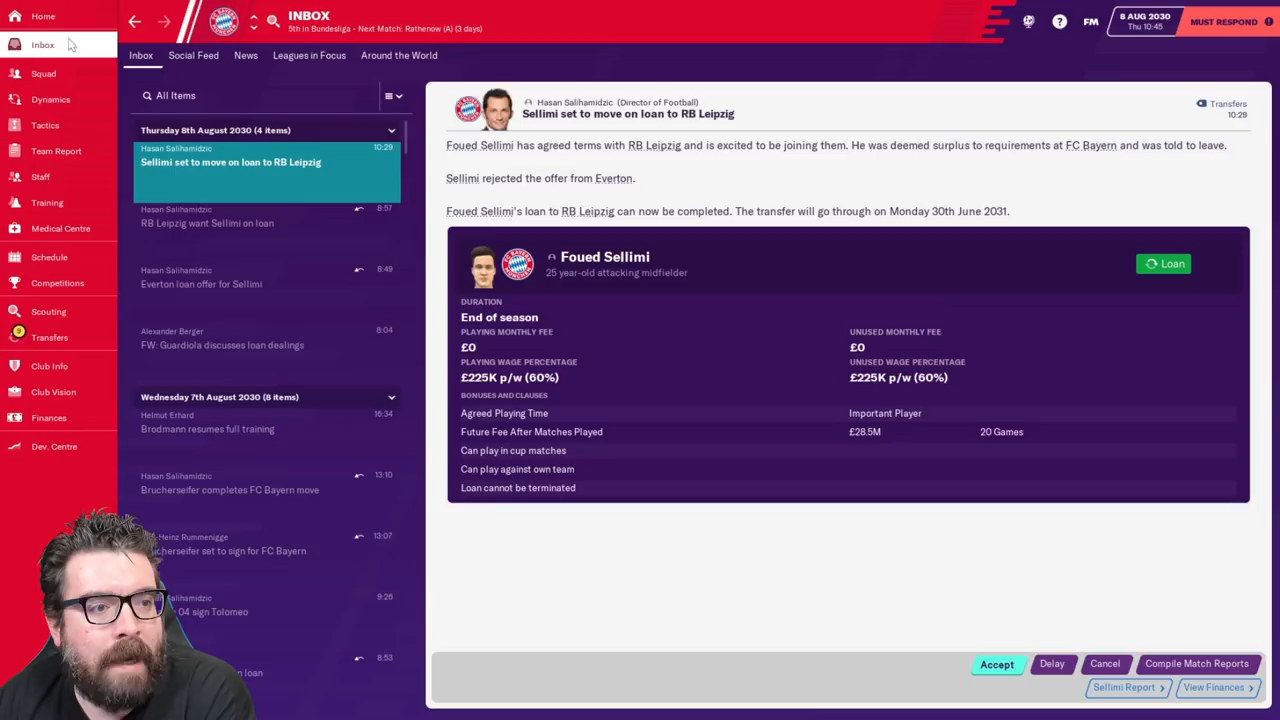 Home
Inbox
Squad
Dynamics
Tactics
Team Report
Staff
Training
Medical Centre
Schedule
Competitions
Scouting
9
Transfers
Club Info
Club Vision
Finances
Dev. Centre
INBOX
5th in Bundesliga - Next Match: Rathenow (A) (3 days)
?
FM
8 AUG 2030
Thu 10:45
MUST RESPOND
Inbox
Social Feed
News
Leagues in Focus
Around the World
All Items
Thursday 8th August 2030 (4 items)
Hasan Salihamidzic 10:29
Sellimi set to move on loan to RB Leipzig
Hasan Salihamidzic 8:57
RB Leipzig want Sellimi on loan
Hasan Salihamidzic 8:49
Everton loan offer for Sellimi
Alexander Berger 8:04
FW: Guardiola discusses loan dealings
Wednesday 7th August 2030 (8 items)
Helmut Erhard 16:34
Brodmann resumes full training
Hasan Salihamidzic 13:10
Brucherseifer completes FC Bayern move
-Heinz Rummenigge 13:07
ucherseifer set to sign for FC Bayern
alihamidzic 9:26
04 sign Tolomeo
8:53
loan
Hasan Salihamidzic (Director of Football)
Sellimi set to move on loan to RB Leipzig
Transfers
10:29
Foued Sellimi has agreed terms with RB Leipzig and is excited to be joining them. He was deemed surplus to requirements at FC Bayern and was told to leave.
Sellimi rejected the offer from Everton.
Foued Sellimi's loan to RB Leipzig can now be completed. The transfer will go through on Monday 30th June 2031.
Foued Sellimi
25 year-old attacking midfielder
Loan
DURATION
End of season
PLAYING MONTHLY FEE UNUSED MONTHLY FEE
£0 £0
PLAYING WAGE PERCENTAGE UNUSED WAGE PERCENTAGE
£225K p/w (60%) £225K p/w (60%)
BONUSES AND CLAUSES
Agreed Playing Time Important Player
Future Fee After Matches Played £28.5M 20 Games
Can play in cup matches
Can play against own team
Loan cannot be terminated
Accept
Delay
Cancel
Compile Match Reports
Sellimi Report
View Finances